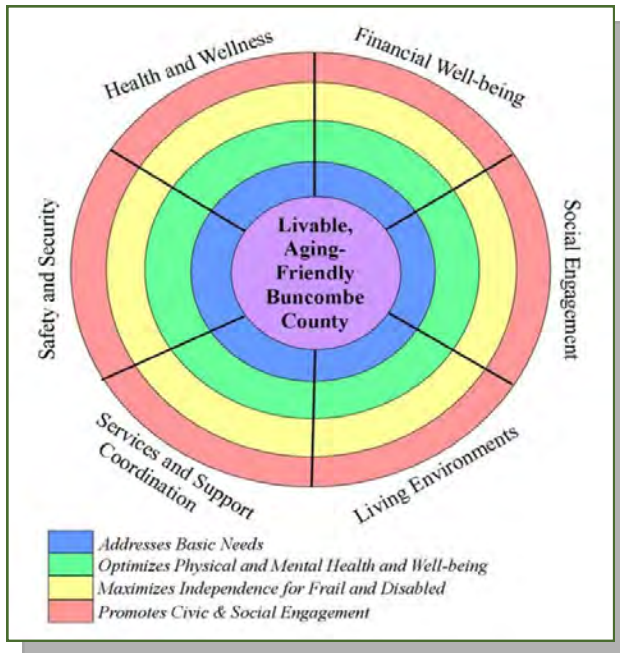 Health and Wellness
Financial Well-being
Safety and Security
Livable,
Aging-
Friendly
Buncombe
County
Social Engagement
Services and Support
Coordination
Living Environments
Addresses Basic Needs
Optimizes Physical and Mental Health and Well-being
Maximizes Independence for Frail and Disabled
Promotes Civic & Social Engagement